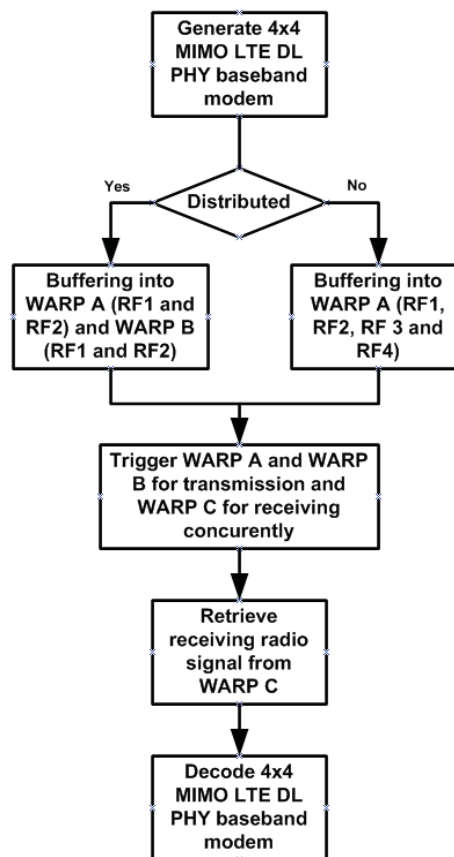 Generate 4x4
MIMO LTE DL
PHY baseband
modem
Distributed
Yes
No
Buffering into
WARP A (RF1 and
RF2) and WARP B
(RF1 and RF2)
Buffering into
WARP A (RF1,
RF2, RF 3 and
RF4)
Trigger WARP A and WARP
B for transmission and
WARP C for receiving
concurently
Retrieve
receiving radio
signal from
WARP C
Decode 4x4
MIMO LTE DL
PHY baseband
modem